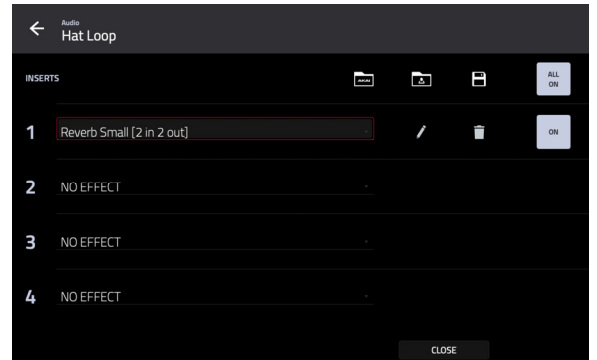 Audio
Hat Loop
INSERTS
AKAI
ALL
ON
1 Reverb Small [2 in 2 out] ON
2 NO EFFECT
3 NO EFFECT
4 NO EFFECT
CLOSE